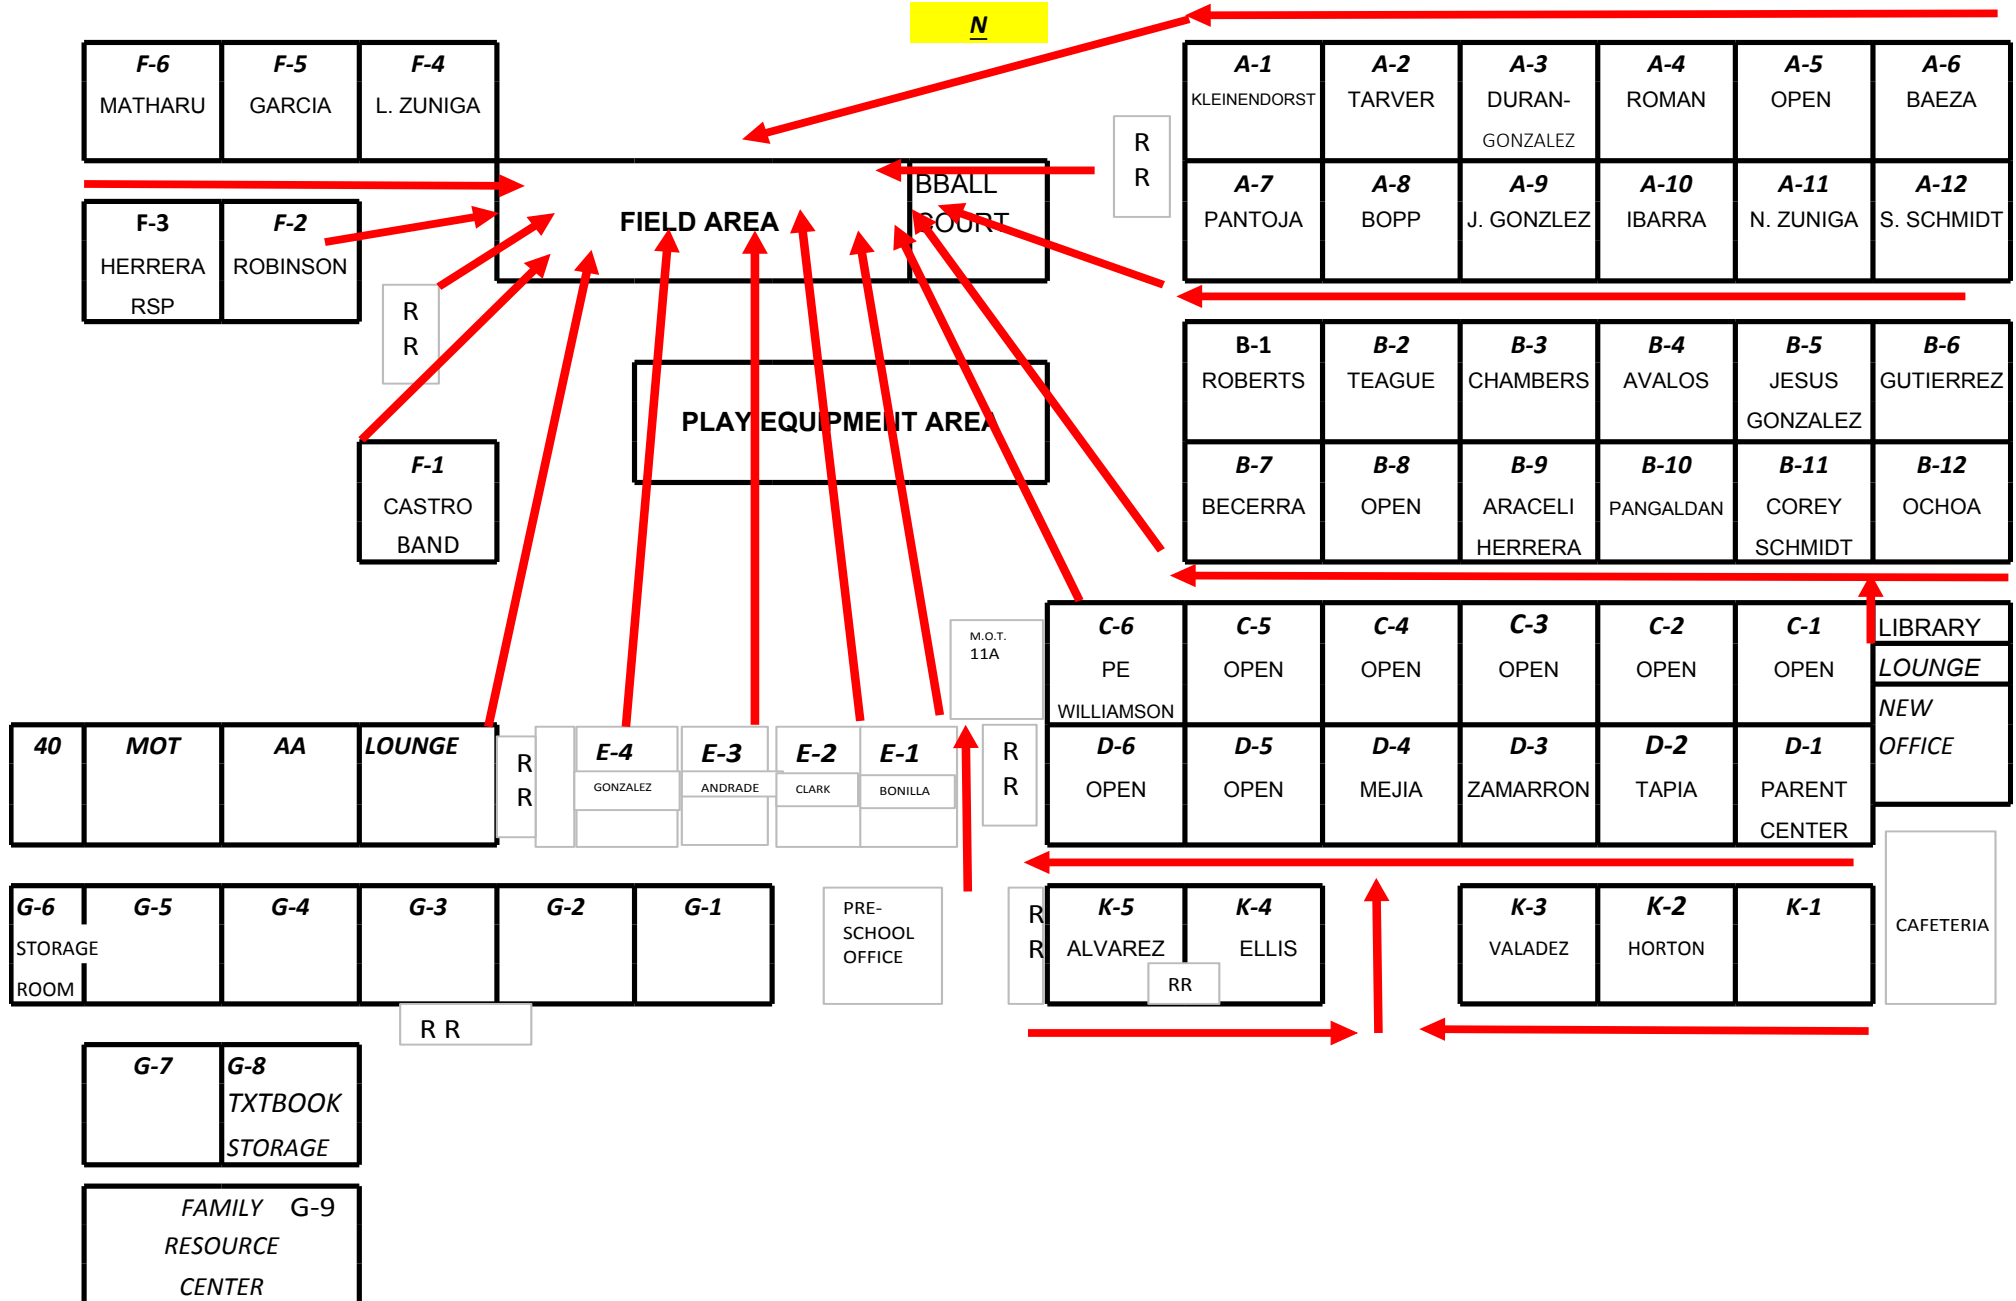 N
F-6 F-5 F-4
MATHARU GARCIA L. ZUNIGA
A-1 A-2 A-3 A-4 A-5 A-6
KLEINENDORST TARVER DURAN- ROMAN OPEN BAEZA
GONZALEZ
R
R
BBALL
COURT
FIELD AREA
A-7 A-8 A-9 A-10 A-11 A-12
PANTOJA BOPP J. GONZLEZ IBARRA N. ZUNIGA S. SCHMIDT
F-3 F-2
HERRERA ROBINSON
RSP
R
R
B-1 B-2 B-3 B-4 B-5 B-6
ROBERTS TEAGUE CHAMBERS AVALOS JESUS GUTIERREZ
GONZALEZ
PLAY EQUIPMENT AREA
F-1
CASTRO
BAND
B-7 B-8 B-9 B-10 B-11 B-12
BECERRA OPEN ARACELI PANGALDAN COREY OCHOA
HERRERA SCHMIDT
M.O.T.
11A
C-6 C-5 C-4 C-3 C-2 C-1 LIBRARY
PE OPEN OPEN OPEN OPEN OPEN LOUNGE
WILLIAMSON NEW
OFFICE
40 MOT AA LOUNGE
R
R
E-4 E-3 E-2 E-1
GONZALEZ ANDRADE CLARK BONILLA
R
R
D-6 D-5 D-4 D-3 D-2 D-1
OPEN OPEN MEJIA ZAMARRON TAPIA PARENT
CENTER
G-6 G-5 G-4 G-3 G-2 G-1
STORAGE
ROOM
PRE-
SCHOOL
OFFICE
R
R
K-5 K-4 K-3 K-2 K-1
ALVAREZ ELLIS VALADEZ HORTON
RR
CAFETERIA
R R
G-7 G-8
TXTBOOK
STORAGE
FAMILY G-9
RESOURCE
CENTER